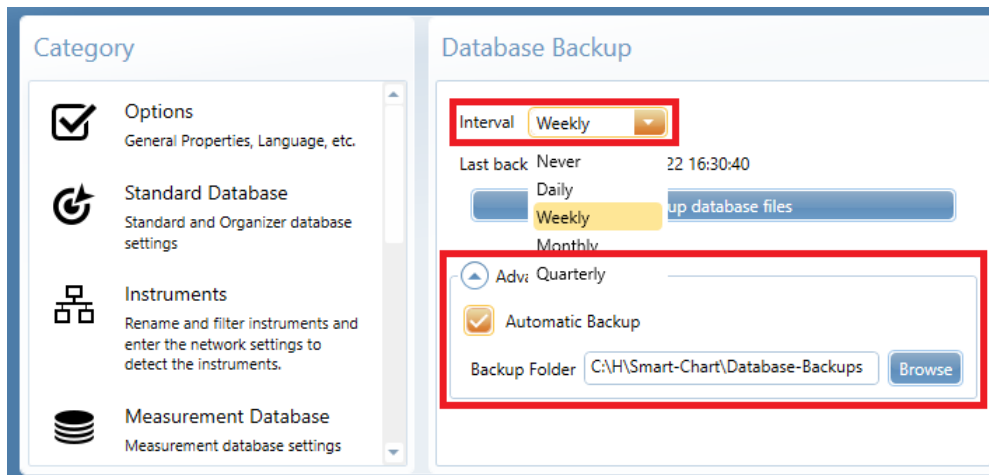 Category
Options
General Properties, Language, etc.
Standard Database
Standard and Organizer database
settings
Instruments
Rename and filter instruments and
enter the network settings to
detect the instruments.
Measurement Database
Measurement database settings
Database Backup
Interval Weekly
Last back 22 16:30:40
Never
Daily
Weekly
Monthly
Quarterly
up database files
Adva
Automatic Backup
Backup Folder C:\H\Smart-Chart\Database-Backups Browse